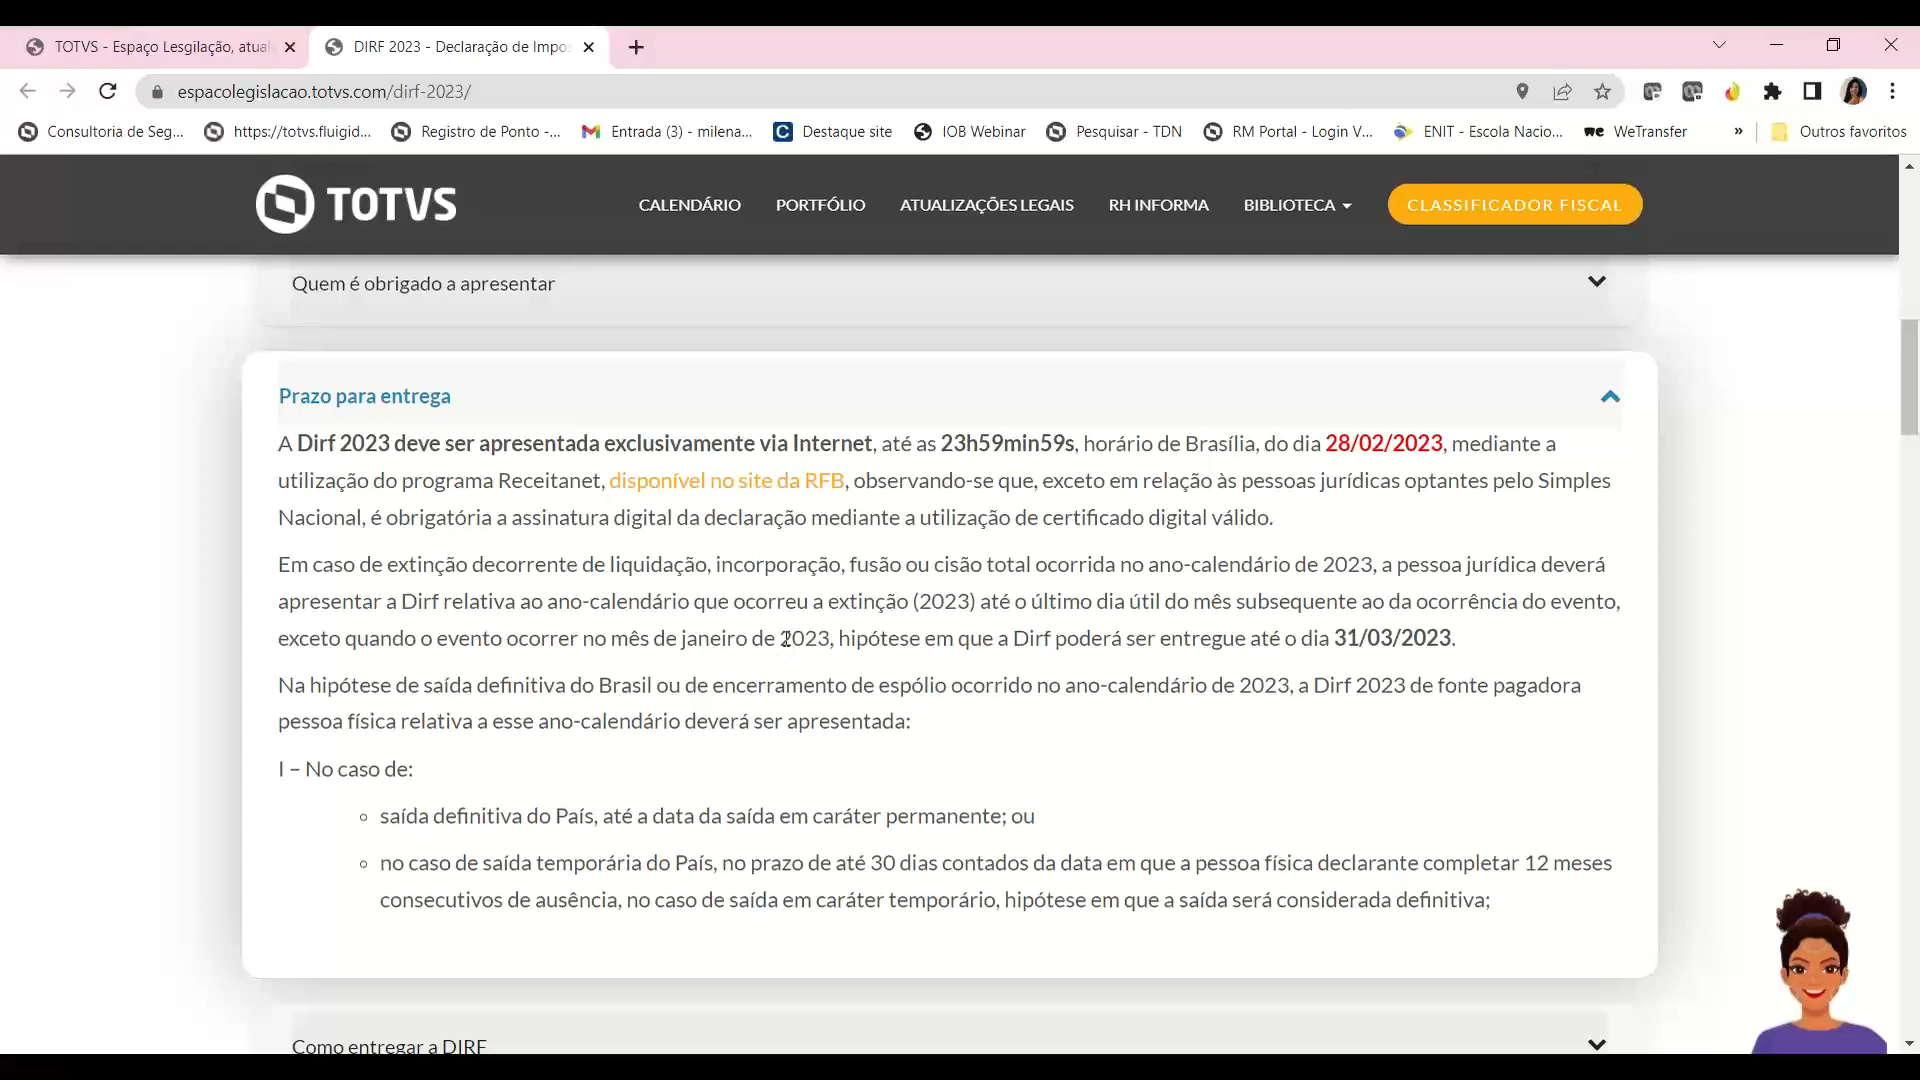 TOTVS - Espaço Lesgilação, atual
DIRF 2023 - Declaração de Impos
espacolegislacao.totvs.com/dirf-2023/
Consultoria de Seg...
https://totvs.fluigid...
Registro de Ponto -...
Entrada (3) - milena...
Destaque site
IOB Webinar
Pesquisar - TDN
RM Portal - Login V...
ENIT - Escola Nacio...
we WeTransfer
»
Outros favoritos
TOTVS
CALENDÁRIO
PORTFÓLIO
ATUALIZAÇÕES LEGAIS
RH INFORMA
BIBLIOTECA
CLASSIFICADOR FISCAL
Quem é obrigado a apresentar
Prazo para entrega
A Dirf 2023 deve ser apresentada exclusivamente via Internet, até as 23h59min59s, horário de Brasília, do dia 28/02/2023, mediante a
utilização do programa Receitanet, disponível no site da RFB, observando-se que, exceto em relação às pessoas jurídicas optantes pelo Simples
Nacional, é obrigatória a assinatura digital da declaração mediante a utilização de certificado digital válido.
Em caso de extinção decorrente de liquidação, incorporação, fusão ou cisão total ocorrida no ano-calendário de 2023, a pessoa jurídica deverá
apresentar a Dirf relativa ao ano-calendário que ocorreu a extinção (2023) até o último dia útil do mês subsequente ao da ocorrência do evento,
exceto quando o evento ocorrer no mês de janeiro de 2023, hipótese em que a Dirf poderá ser entregue até o dia 31/03/2023.
Na hipótese de saída definitiva do Brasil ou de encerramento de espólio ocorrido no ano-calendário de 2023, a Dirf 2023 de fonte pagadora
pessoa física relativa a esse ano-calendário deverá ser apresentada:
I – No caso de:
saída definitiva do País, até a data da saída em caráter permanente; ou
no caso de saída temporária do País, no prazo de até 30 dias contados da data em que a pessoa física declarante completar 12 meses
consecutivos de ausência, no caso de saída em caráter temporário, hipótese em que a saída será considerada definitiva;
Como entregar a DIRF